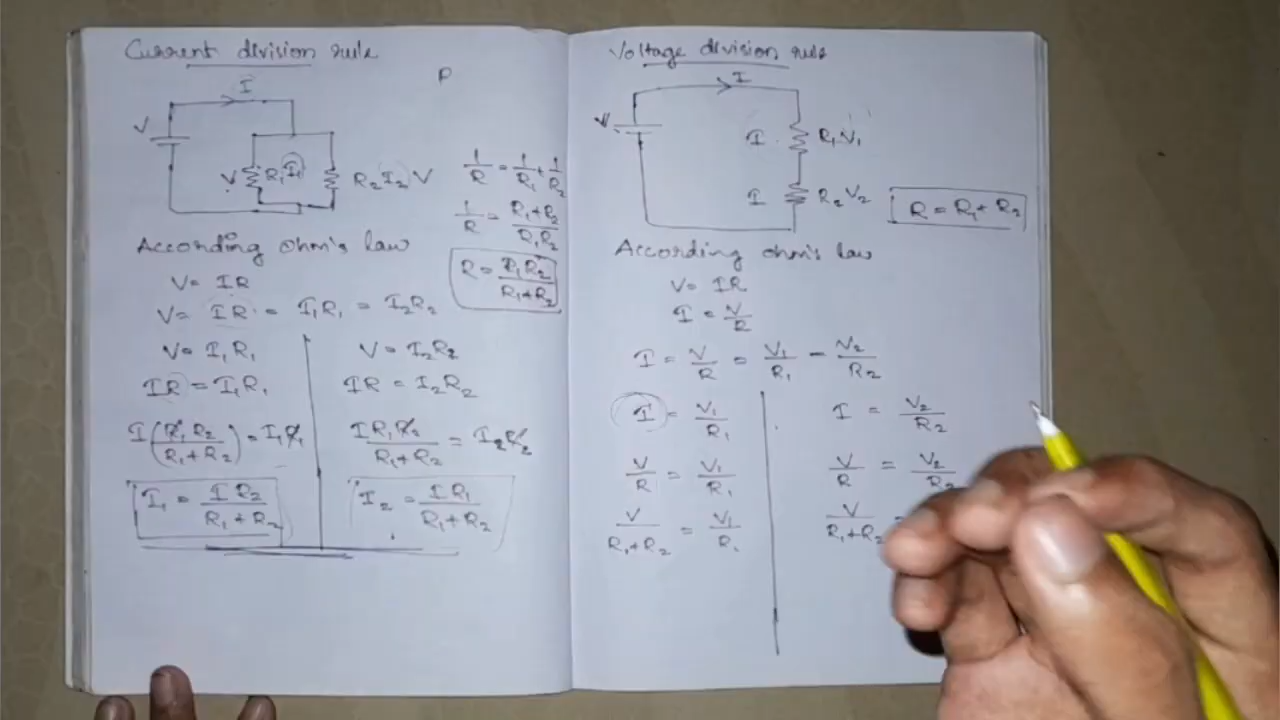 Current division rule
P
I
V
V R₁ I₁ R₂ I₂ V
1/R = 1/R₁ + 1/R₂
1/R = R₁+R₂/R₁R₂
R = R₁R₂/R₁+R₂
According ohm's law
V = IR
V = IR = I₁R₁ = I₂R₂
V = I₁R₁
IR = I₁R₁
I(R₁R₂/R₁+R₂) = I₁R₁
I₁ = IR₂/R₁+R₂
V = I₂R₂
IR = I₂R₂
IR₁R₂/R₁+R₂ = I₂R₂
I₂ = IR₁/R₁+R₂
Voltage division rule
I
V
I R₁ V₁
I R₂ V₂
R = R₁+R₂
According ohm's law
V = IR
I = V/R
I = V/R = V₁/R₁ = V₂/R₂
I = V₁/R₁
V/R = V₁/R₁
V/R₁+R₂ = V₁/R₁
I = V₂/R₂
V/R = V₂/R₂
V/R₁+R₂ =